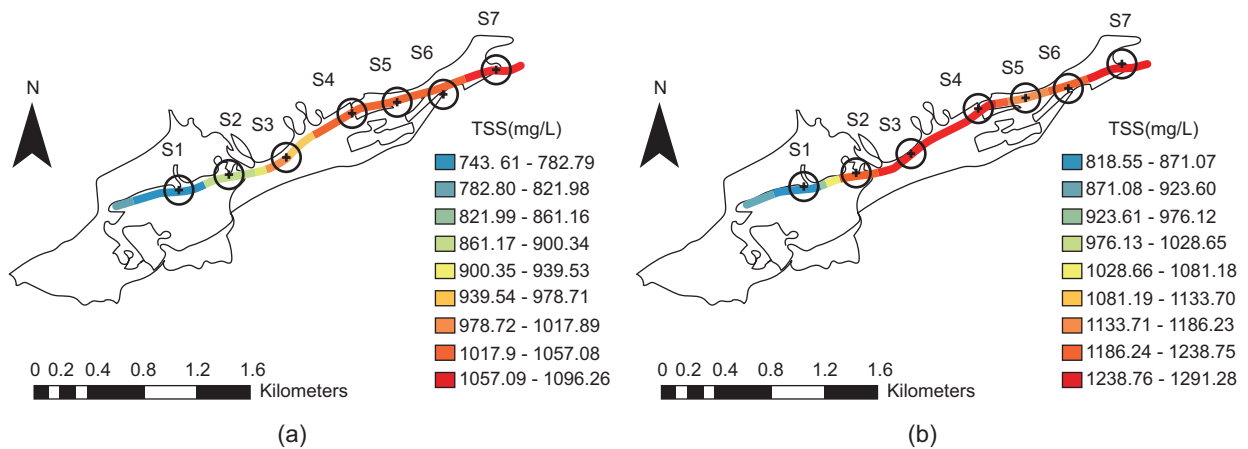 S7
S6
S5
S4
N
S2
S3
S1
TSS(mg/L)
743. 61 - 782.79
782.80 - 821.98
821.99 - 861.16
861.17 - 900.34
900.35 - 939.53
939.54 - 978.71
978.72 - 1017.89
1017.9 - 1057.08
1057.09 - 1096.26
0 0.2 0.4 0.8 1.2 1.6
Kilometers
(a)
S7
S6
S5
S4
N
S2
S3
S1
TSS(mg/L)
818.55 - 871.07
871.08 - 923.60
923.61 - 976.12
976.13 - 1028.65
1028.66 - 1081.18
1081.19 - 1133.70
1133.71 - 1186.23
1186.24 - 1238.75
1238.76 - 1291.28
0 0.2 0.4 0.8 1.2 1.6
Kilometers
(b)